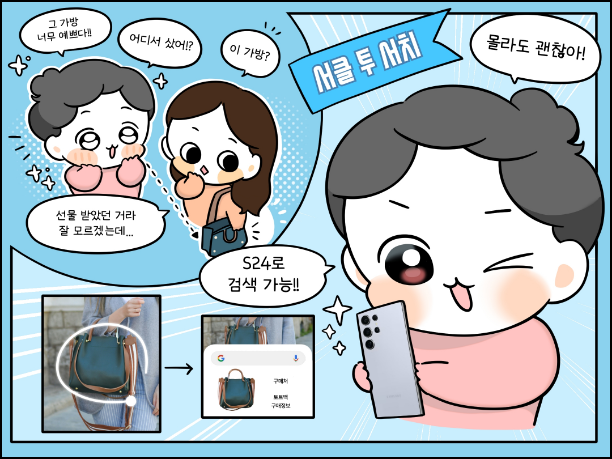 그 가방
너무 예쁘다!!
어디서 샀어!?
이 가방?
서클 투 서치
몰라도 괜찮아!
선물 받았던 거라
잘 모르겠는데...
S24로
검색 가능!!
G
구매처
토트백
구매정보